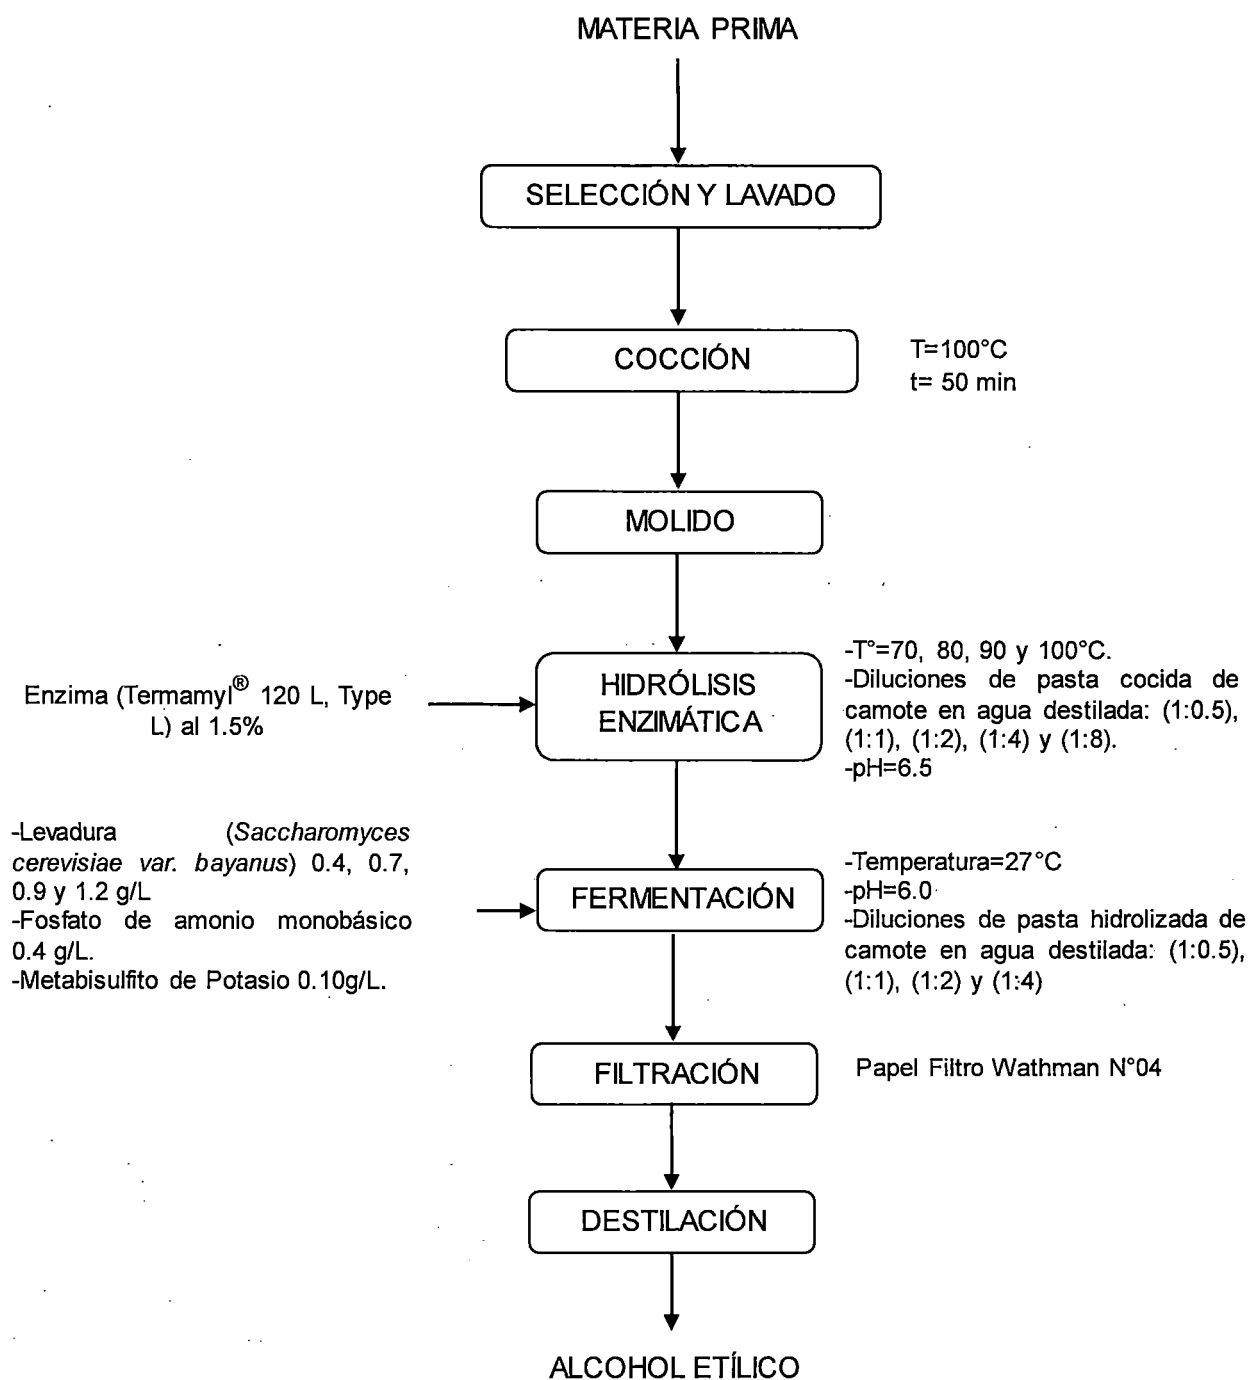 MATERIA PRIMA
SELECCIÓN Y LAVADO
COCCIÓN
T=100°C
t= 50 min
MOLIDO
Enzima (Termamyl® 120 L, Type
L) al 1.5%
HIDRÓLISIS
ENZIMÁTICA
-T°=70, 80, 90 y 100°C.
-Diluciones de pasta cocida de
camote en agua destilada: (1:0.5),
(1:1), (1:2), (1:4) y (1:8).
-pH=6.5
-Levadura (Saccharomyces
cerevisiae var. bayanus) 0.4, 0.7,
0.9 y 1.2 g/L
-Fosfato de amonio monobásico
0.4 g/L.
-Metabisulfito de Potasio 0.10g/L.
FERMENTACIÓN
-Temperatura=27°C
-pH=6.0
-Diluciones de pasta hidrolizada de
camote en agua destilada: (1:0.5),
(1:1), (1:2) y (1:4)
FILTRACIÓN
Papel Filtro Wathman N°04
DESTILACIÓN
ALCOHOL ETÍLICO